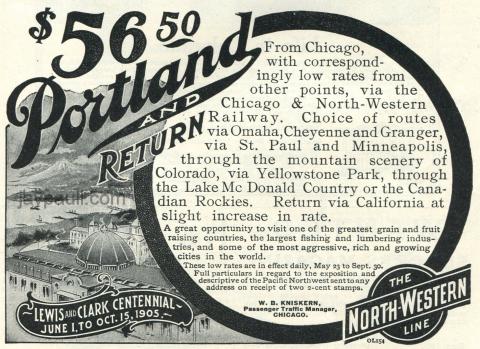 $56 50
Portland
AND
RETURN
From Chicago,
with correspond-
ingly low rates from
other points, via the
Chicago & North-Western
Railway. Choice of routes
via Omaha, Cheyenne and Granger,
via St. Paul and Minneapolis,
through the mountain scenery of
Colorado, via Yellowstone Park, through
the Lake Mc Donald Country or the Cana-
dian Rockies. Return via California at
slight increase in rate.
A great opportunity to visit one of the greatest grain and fruit
raising countries, the largest fishing and lumbering indus-
tries, and some of the most aggressive, rich and growing
cities in the world.
These low rates are in effect daily, May 23 to Sept. 30.
Full particulars in regard to the exposition and
descriptive of the Pacific Northwest sent to any
address on receipt of two 2-cent stamps.
W. B. KNISKERN,
Passenger Traffic Manager,
CHICAGO.
jaypaull.com
LEWIS AND CLARK CENTENNIAL
JUNE 1, TO OCT. 15, 1905.
THE
NORTH-WESTERN
LINE
OL154